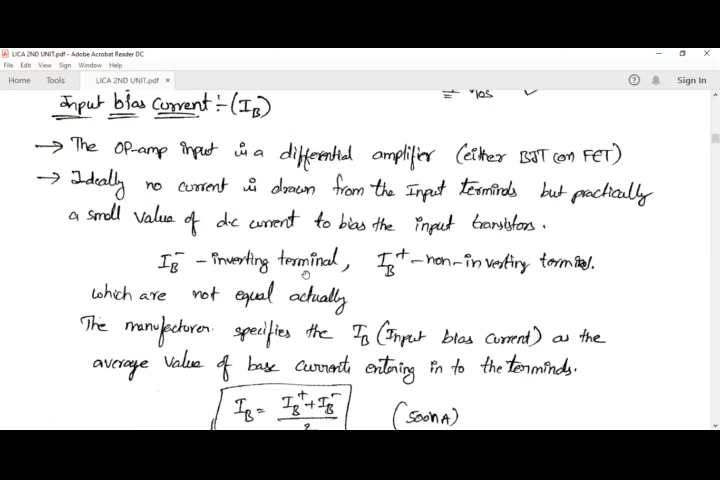 LICA 2ND UNIT.pdf - Adobe Acrobat Reader DC
File Edit View Sign Window Help
Home Tools LICA 2ND UNIT.pdf × Sign In
Input bias current :- (IB)
→ The OP-amp input is a differential amplifier (either BJT (or) FET)
→ Ideally no current is drawn from the Input terminals but practically
a small value of d.c current to bias the input transistors.
IB⁻ - inverting terminal, IB⁺ - non-inverting terminal.
which are not equal actually
The manufacturer specifies the IB (Input bias current) as the
average value of base currents entering in to the terminals.
IB = (IB⁺ + IB⁻)/2 (500nA)